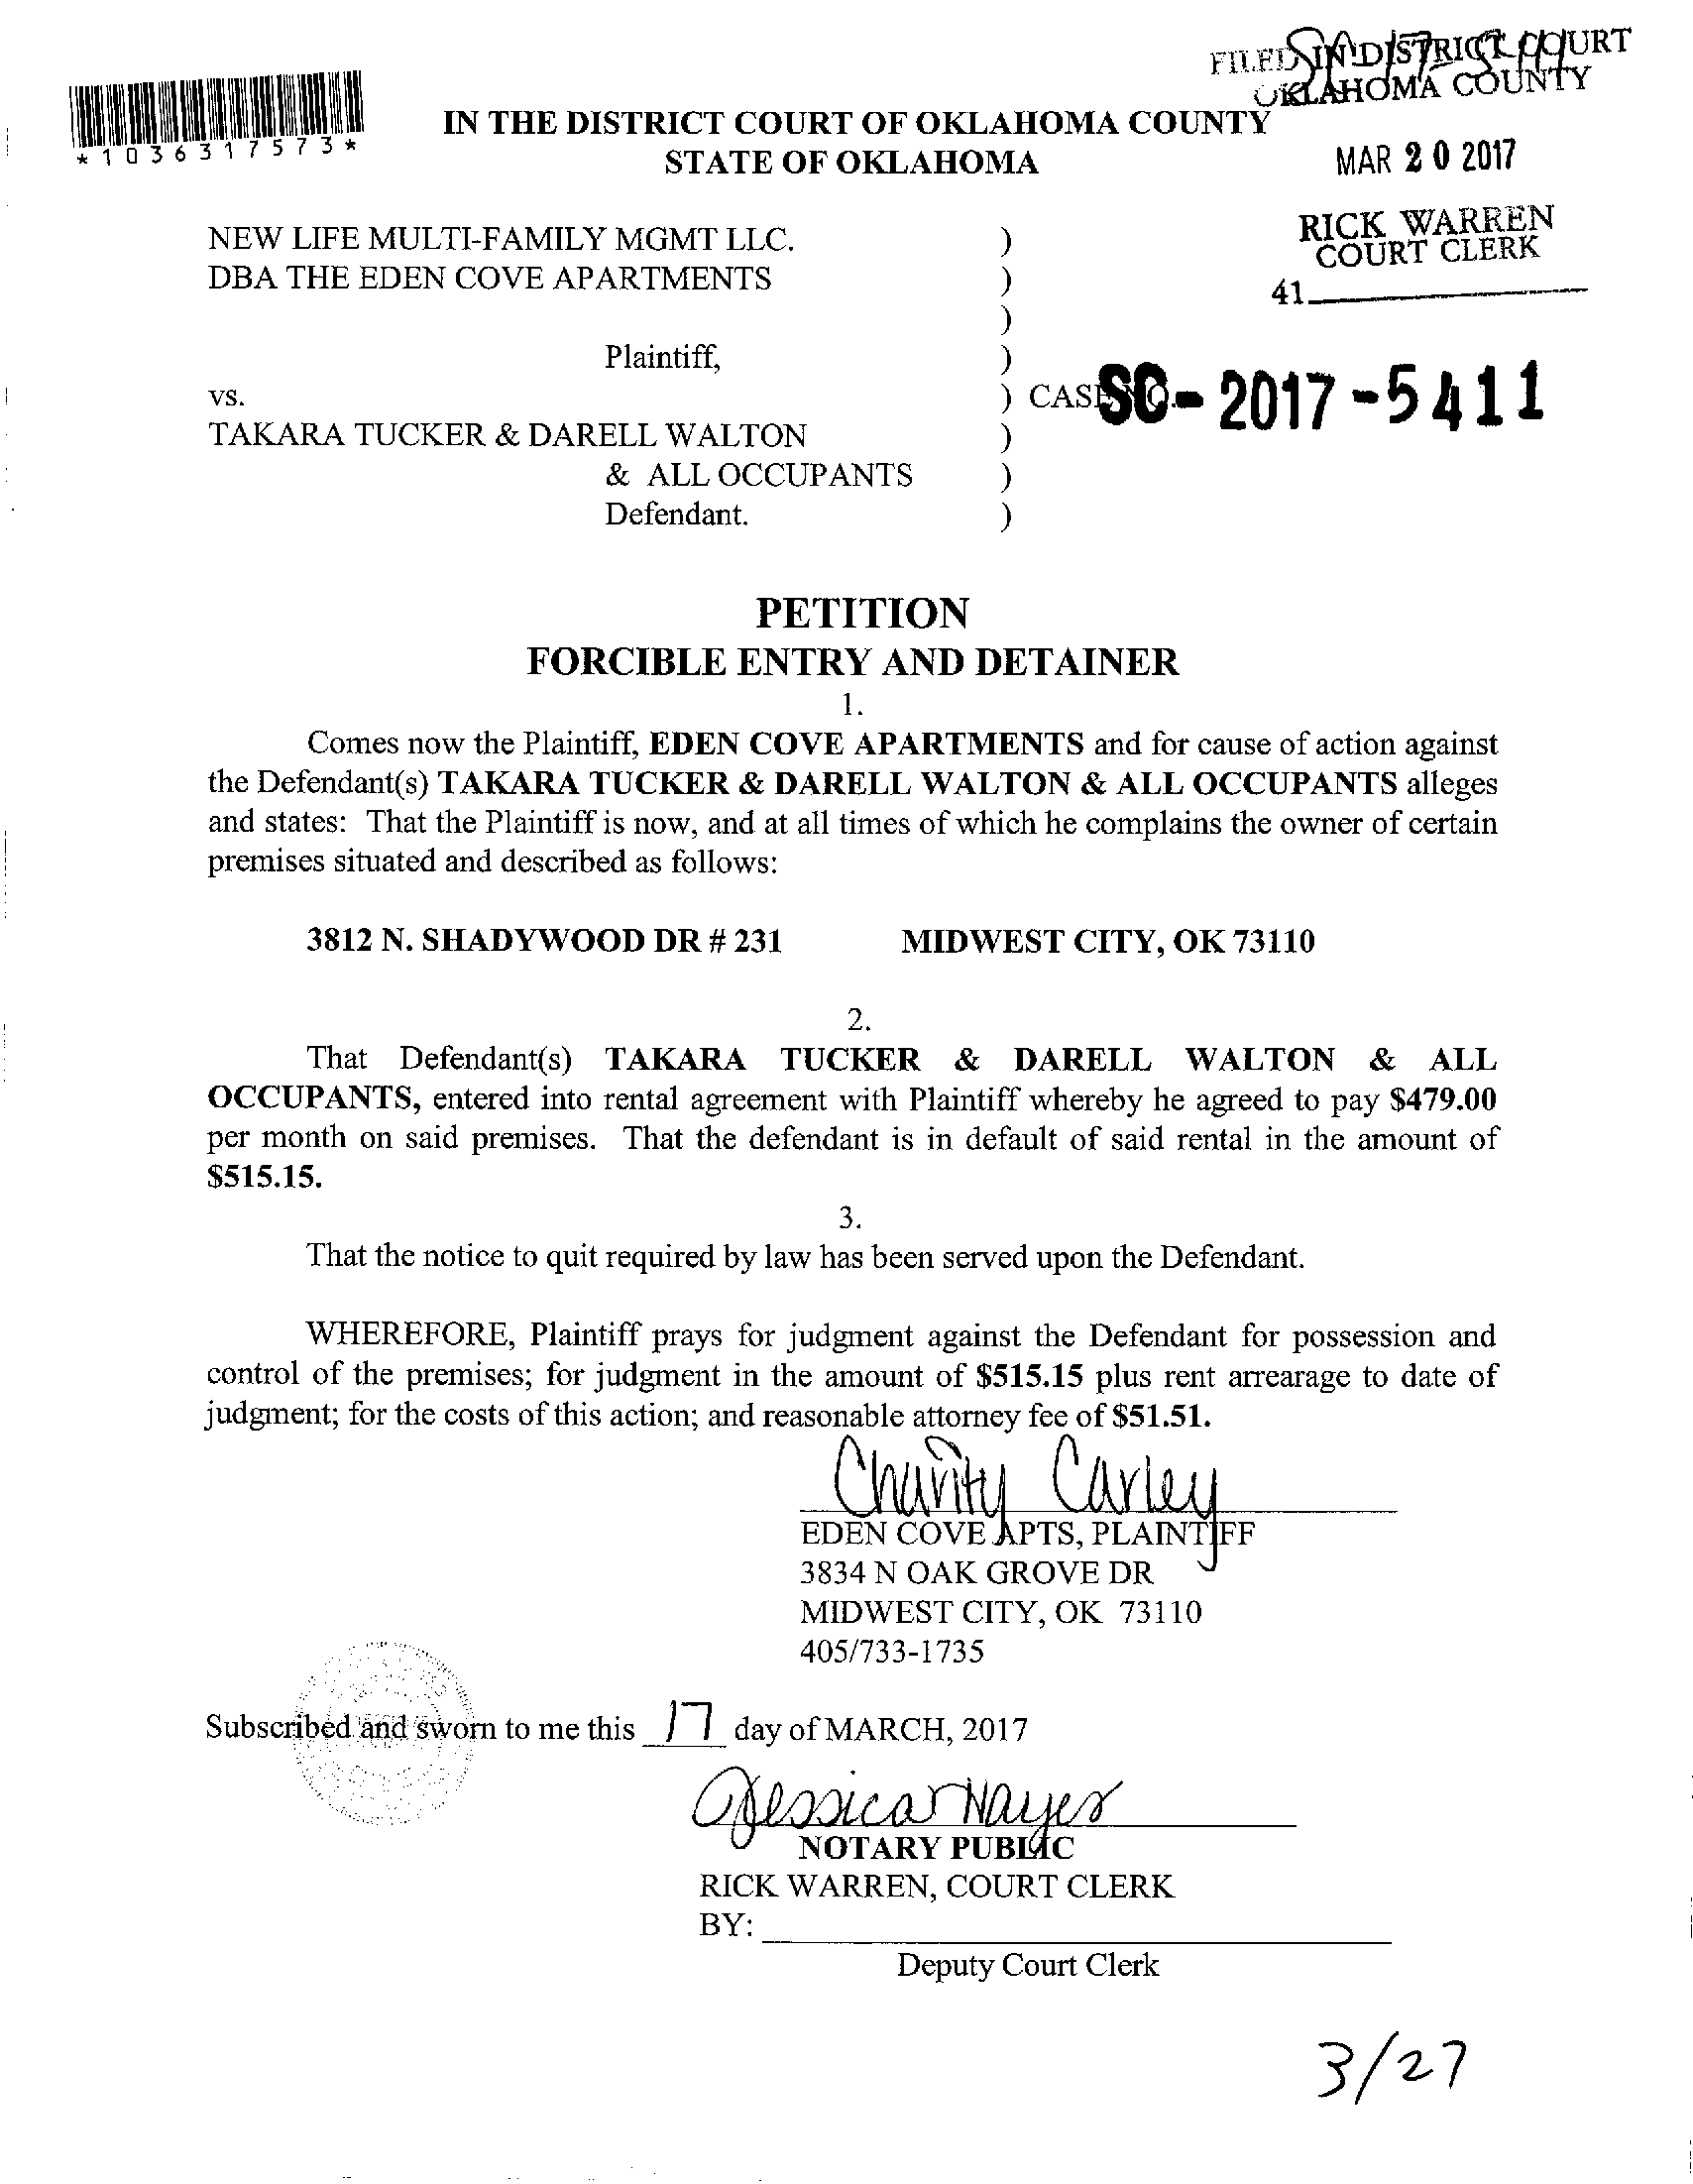 FILED IN DISTRICT COURT
OKLAHOMA COUNTY
*1036317573*
IN THE DISTRICT COURT OF OKLAHOMA COUNTY
STATE OF OKLAHOMA
MAR 20 2017
RICK WARREN
COURT CLERK
41
NEW LIFE MULTI-FAMILY MGMT LLC. )
DBA THE EDEN COVE APARTMENTS )
)
Plaintiff, )
vs. ) CASE NO. SC-2017-5411
TAKARA TUCKER & DARELL WALTON )
& ALL OCCUPANTS )
Defendant. )
PETITION
FORCIBLE ENTRY AND DETAINER
1.
Comes now the Plaintiff, EDEN COVE APARTMENTS and for cause of action against
the Defendant(s) TAKARA TUCKER & DARELL WALTON & ALL OCCUPANTS alleges
and states: That the Plaintiff is now, and at all times of which he complains the owner of certain
premises situated and described as follows:
3812 N. SHADYWOOD DR # 231 MIDWEST CITY, OK 73110
2.
That Defendant(s) TAKARA TUCKER & DARELL WALTON & ALL
OCCUPANTS, entered into rental agreement with Plaintiff whereby he agreed to pay $479.00
per month on said premises. That the defendant is in default of said rental in the amount of
$515.15.
3.
That the notice to quit required by law has been served upon the Defendant.
WHEREFORE, Plaintiff prays for judgment against the Defendant for possession and
control of the premises; for judgment in the amount of $515.15 plus rent arrearage to date of
judgment; for the costs of this action; and reasonable attorney fee of $51.51.
Charity Carley
EDEN COVE APTS, PLAINTIFF
3834 N OAK GROVE DR
MIDWEST CITY, OK 73110
405/733-1735
Subscribed and sworn to me this 17 day of MARCH, 2017
Jessica Hayes
NOTARY PUBLIC
RICK WARREN, COURT CLERK
BY:
Deputy Court Clerk
3/27